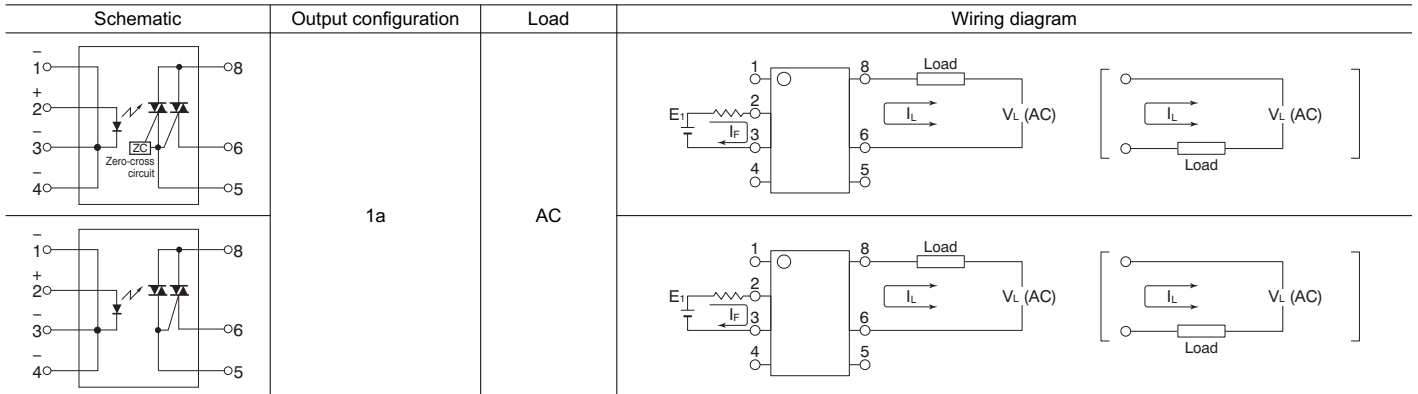 Schematic Output configuration Load Wiring diagram
–
1 8
+
2
–
3 ZC 6
Zero-cross
circuit
–
4 5
1 8 Load
2
E1 IF IL VL (AC)
3 6
4 5
IL VL (AC)
Load
1a AC
–
1 8
+
2
–
3 6
–
4 5
1 8 Load
2
E1 IF IL VL (AC)
3 6
4 5
IL VL (AC)
Load